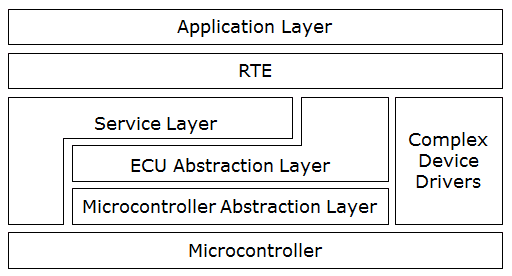 Application Layer
RTE
Service Layer
ECU Abstraction Layer
Microcontroller Abstraction Layer
Complex
Device
Drivers
Microcontroller